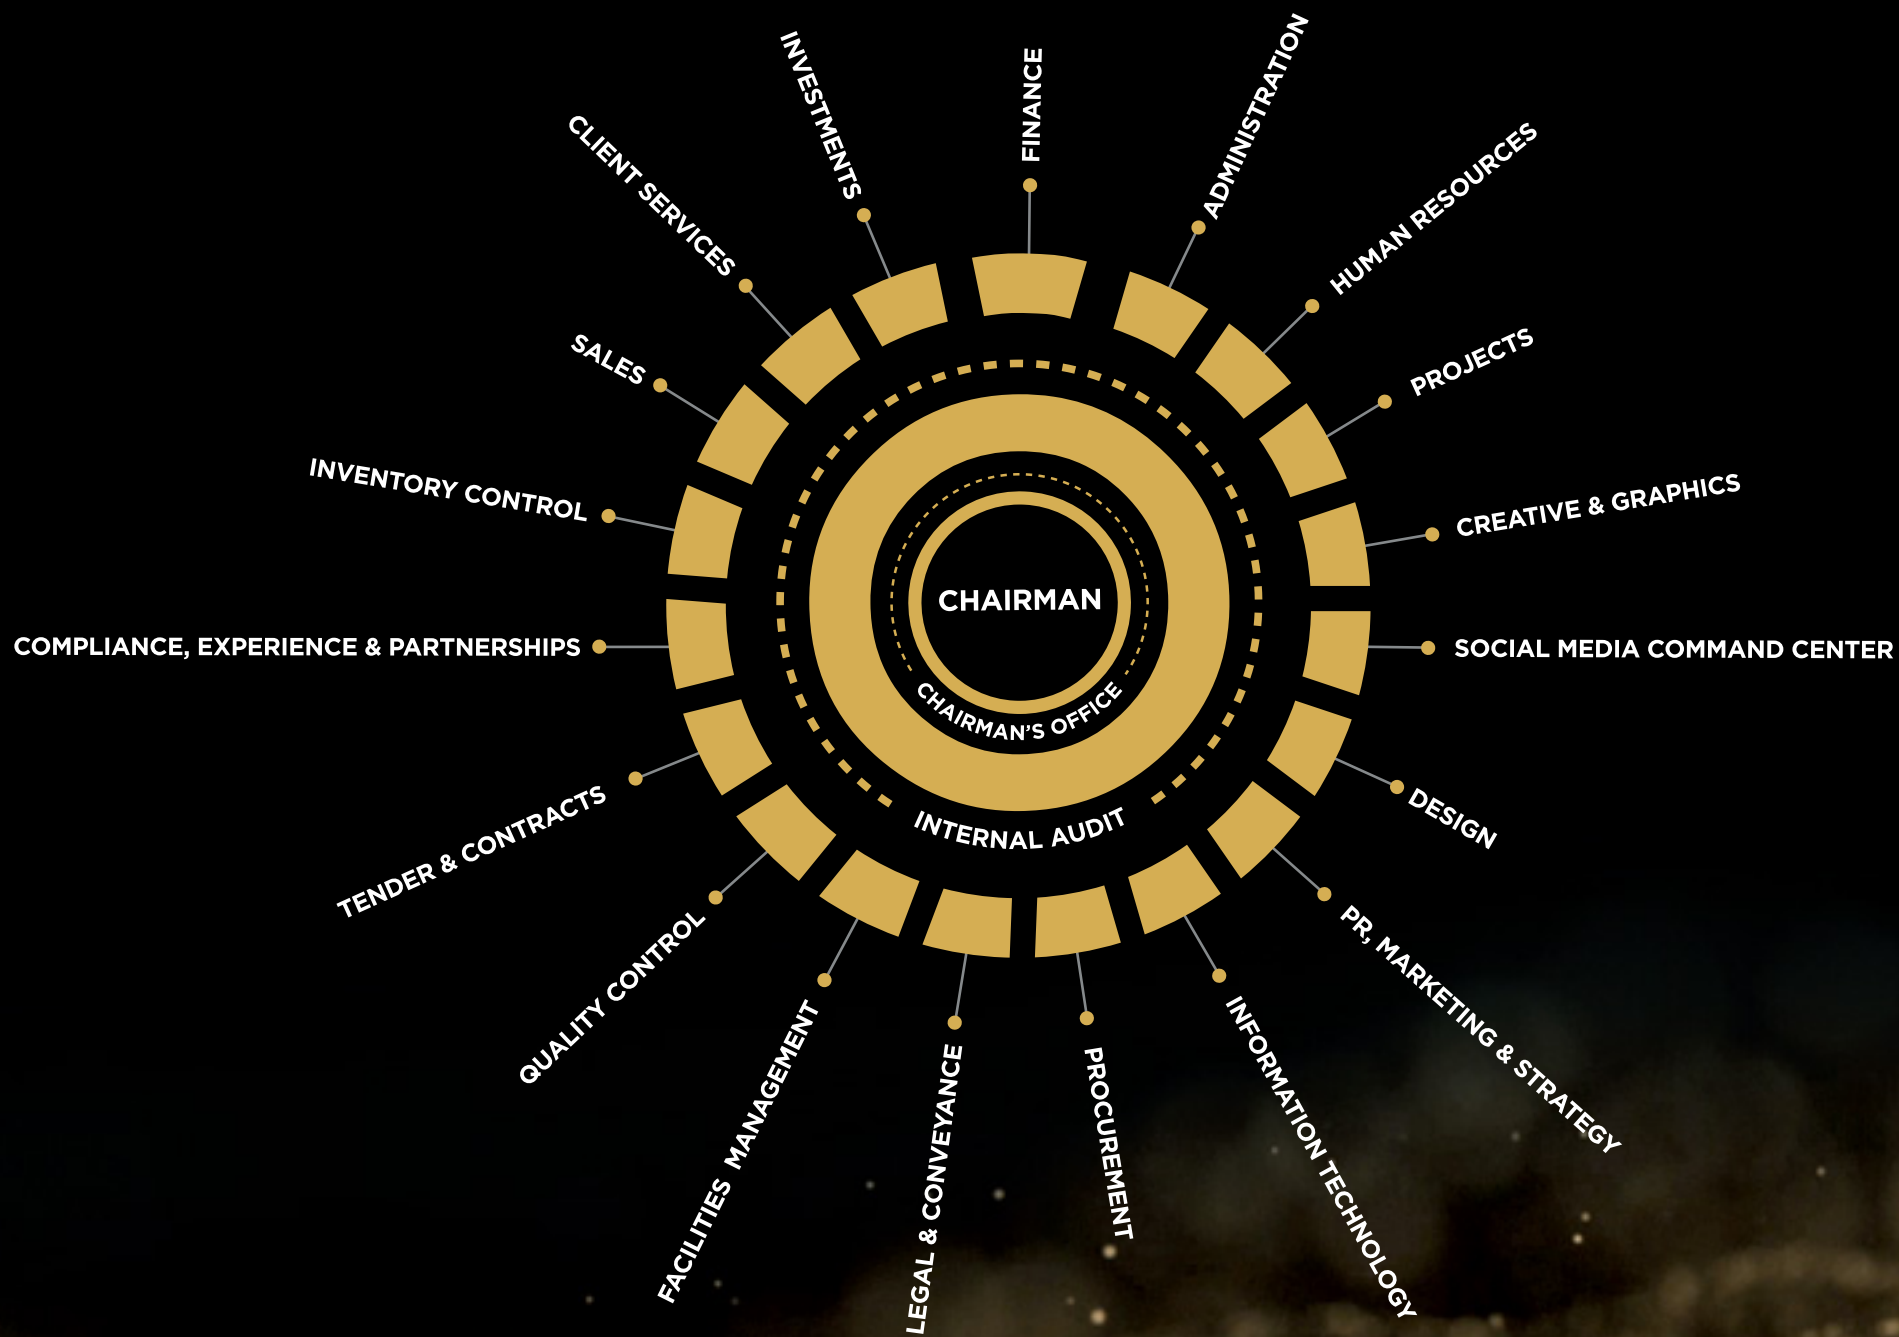 FINANCE
ADMINISTRATION
HUMAN RESOURCES
PROJECTS
CREATIVE & GRAPHICS
SOCIAL MEDIA COMMAND CENTER
DESIGN
PR, MARKETING & STRATEGY
INFORMATION TECHNOLOGY
PROCUREMENT
LEGAL & CONVEYANCE
FACILITIES MANAGEMENT
QUALITY CONTROL
TENDER & CONTRACTS
COMPLIANCE, EXPERIENCE & PARTNERSHIPS
INVENTORY CONTROL
SALES
CLIENT SERVICES
INVESTMENTS
CHAIRMAN
CHAIRMAN'S OFFICE
INTERNAL AUDIT